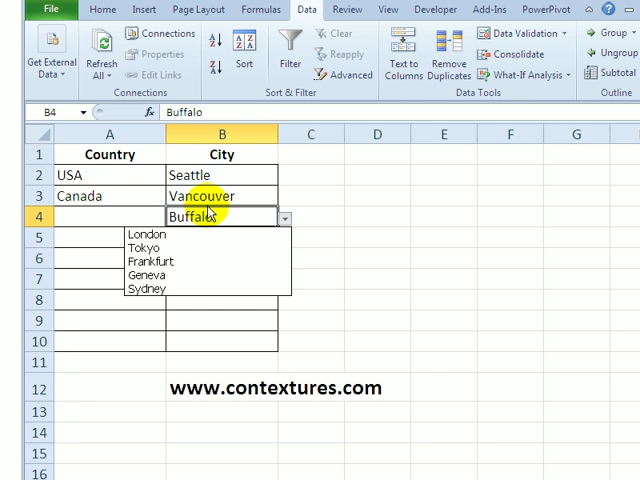 File Home Insert Page Layout Formulas Data Review View Developer Add-Ins PowerPivot
Get External Data
Refresh All
Connections
Properties
Edit Links
Connections
Sort
Filter
Clear
Reapply
Advanced
Sort & Filter
Text to Columns
Remove Duplicates
Data Validation
Consolidate
What-If Analysis
Data Tools
Group
Ungroup
Subtotal
Outline
B4 fx Buffalo
A B C D E F G
1 Country City
2 USA Seattle
3 Canada Vancouver
4 Buffalo
5
London
Tokyo
6
Frankfurt
7
Geneva
Sydney
8
9
10
11
12 www.contextures.com
13
14
15
16